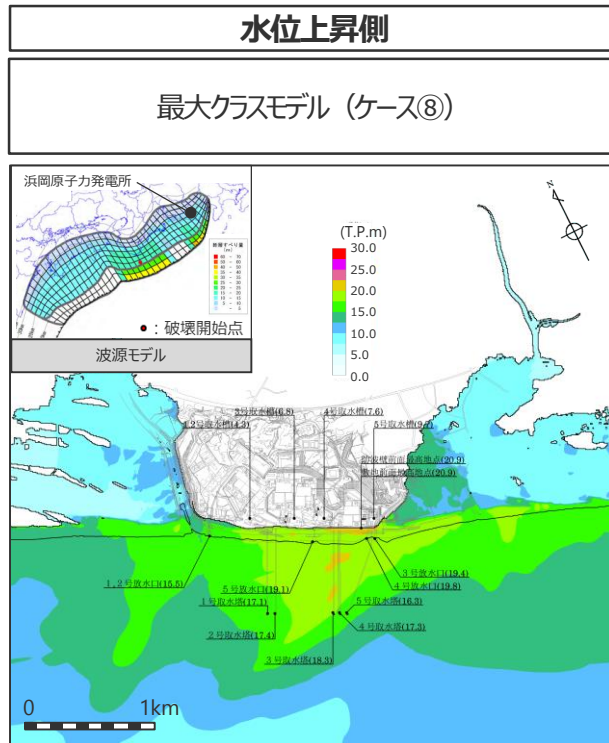 水位上昇側
最大クラスモデル（ケース⑧）
浜岡原子力発電所
●：破壊開始点
波源モデル
N
(T.P.m)
30.0
25.0
20.0
15.0
10.0
5.0
0.0
3号取水槽(6.8)
4号取水槽(7.6)
1,2号取水槽(4.3)
5号取水槽
防波壁前面最高地点(20.9)
敷地前面最高地点(20.9)
1,2号放水口(15.5)
5号放水口(19.1)
3号放水口(19.4)
4号放水口(19.8)
1号取水塔(17.1)
5号取水塔(16.3)
2号取水塔(17.4)
4号取水塔(17.3)
3号取水塔(18.3)
0 1km